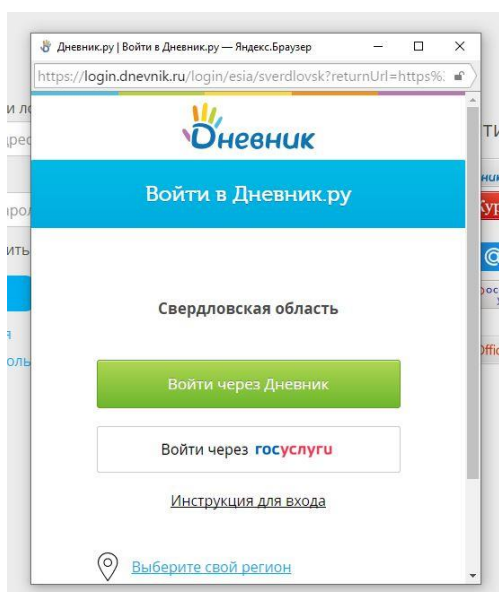 Дневник.ру | Войти в Дневник.ру — Яндекс.Браузер
https://login.dnevnik.ru/login/esia/sverdlovsk?returnUrl=https%
Дневник
Войти в Дневник.ру
Свердловская область
Войти через Дневник
Войти через госуслуги
Инструкция для входа
Выберите свой регион